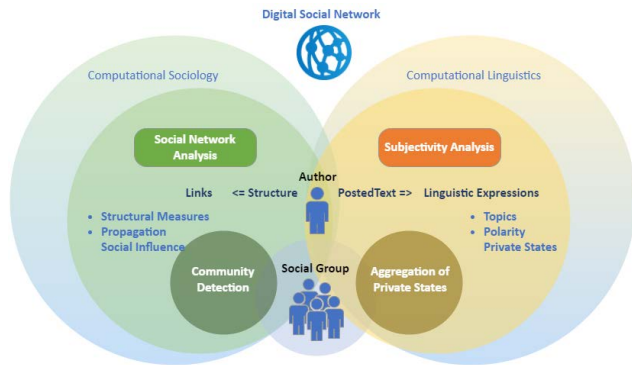 Digital Social Network
Computational Sociology
Computational Linguistics
Social Network
Analysis
Subjectivity Analysis
Author
Links <= Structure PostedText => Linguistic Expressions
• Structural Measures
• Propagation
Social Influence
• Topics
• Polarity
Private States
Community
Detection
Social Group
Aggregation of
Private States